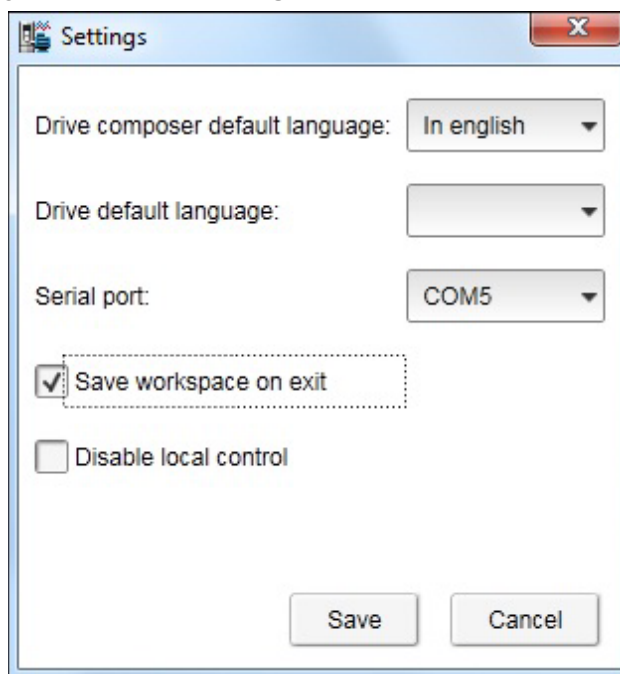 Settings
Drive composer default language: In english
Drive default language:
Serial port: COM5
Save workspace on exit
Disable local control
Save Cancel